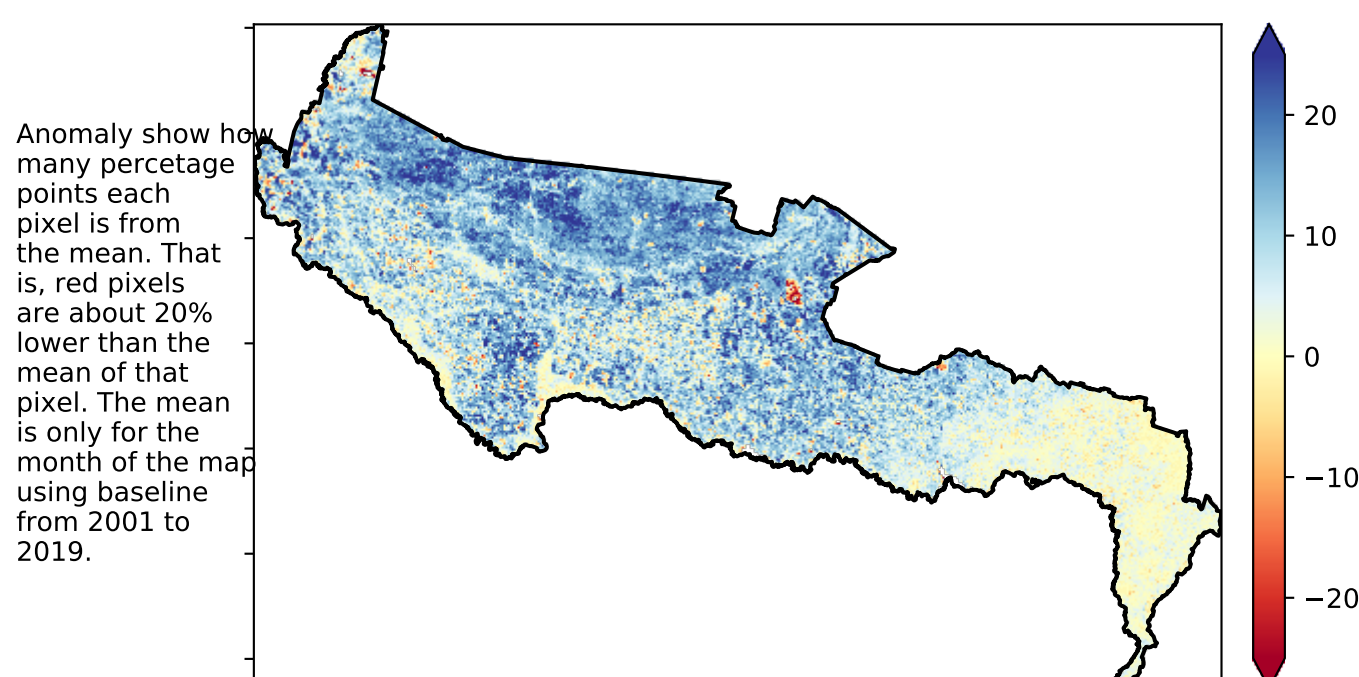 Anomaly show how
many percetage
points each
pixel is from
the mean. That
is, red pixels
are about 20%
lower than the
mean of that
pixel. The mean
is only for the
month of the map
using baseline
from 2001 to
2019.
20
10
0
−10
−20